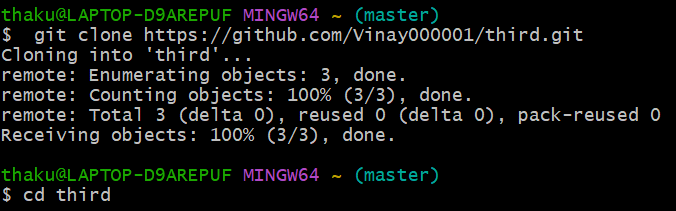 thaku@LAPTOP-D9AREPUF MINGW64 ~ (master)
$  git clone https://github.com/Vinay000001/third.git
Cloning into 'third'...
remote: Enumerating objects: 3, done.
remote: Counting objects: 100% (3/3), done.
remote: Total 3 (delta 0), reused 0 (delta 0), pack-reused 0
Receiving objects: 100% (3/3), done.
thaku@LAPTOP-D9AREPUF MINGW64 ~ (master)
$ cd third